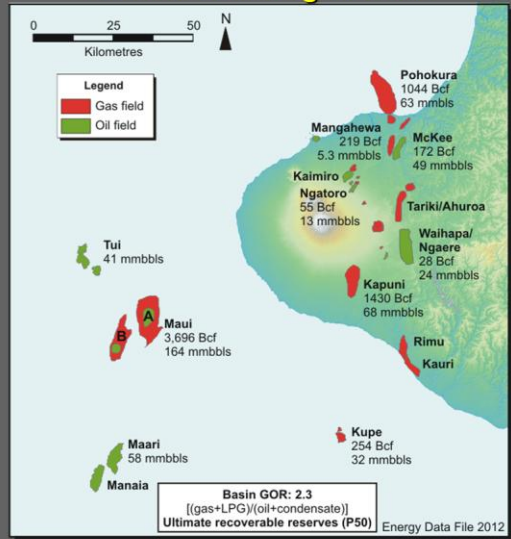 0 25 50
Kilometres
N
Legend
Gas field
Oil field
Pohokura
1044 Bcf
63 mmbbls
Mangahewa
219 Bcf
5.3 mmbbls
McKee
172 Bcf
49 mmbbls
Kaimiro
Ngatoro
55 Bcf
13 mmbbls
Tariki/Ahuroa
Waihapa/
Ngaere
28 Bcf
24 mmbbls
Tui
41 mmbbls
Kapuni
1430 Bcf
68 mmbbls
A
B
Maui
3,696 Bcf
164 mmbbls
Rimu
Kauri
Kupe
254 Bcf
32 mmbbls
Maari
58 mmbbls
Manaia
Basin GOR: 2.3
[(gas+LPG)/(oil+condensate)]
Ultimate recoverable reserves (P50)
Energy Data File 2012